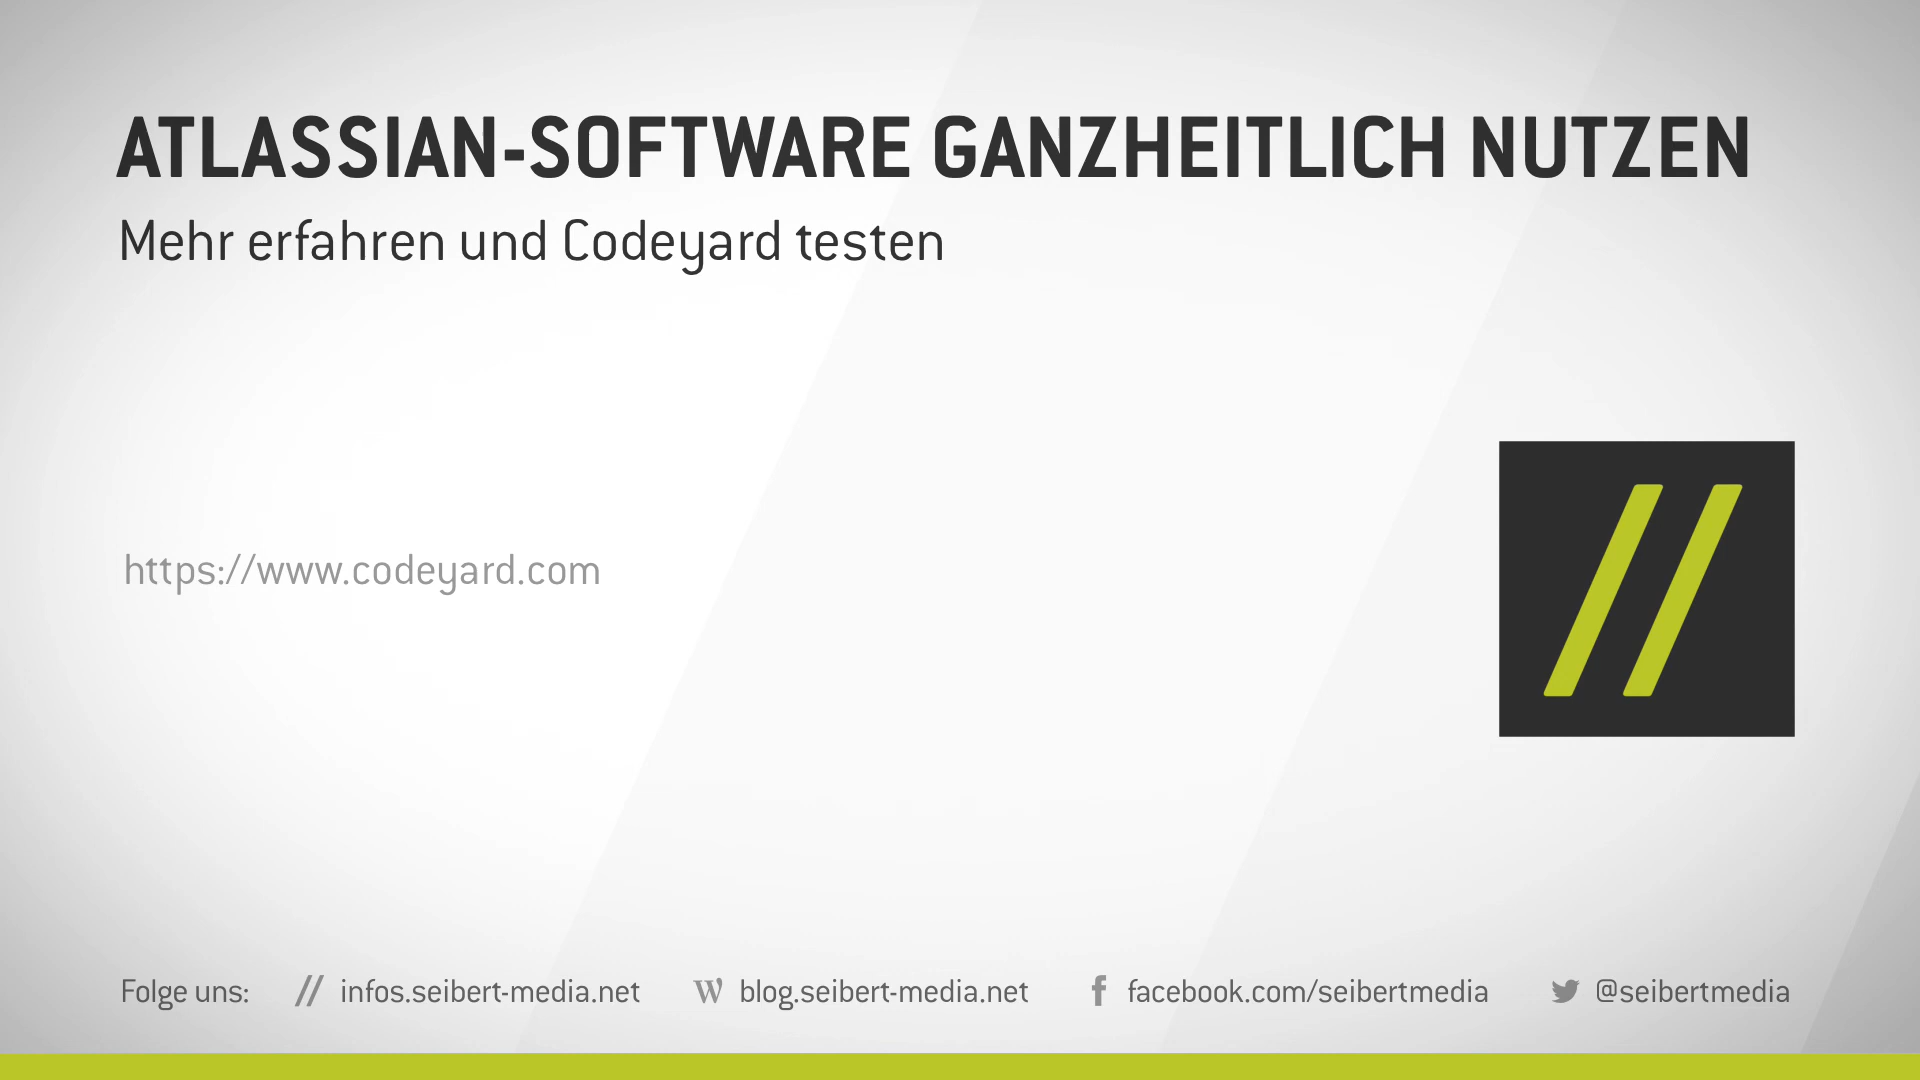 ATLASSIAN-SOFTWARE GANZHEITLICH NUTZEN
Mehr erfahren und Codeyard testen
https://www.codeyard.com
Folge uns: // infos.seibert-media.net W blog.seibert-media.net f facebook.com/seibertmedia @seibertmedia